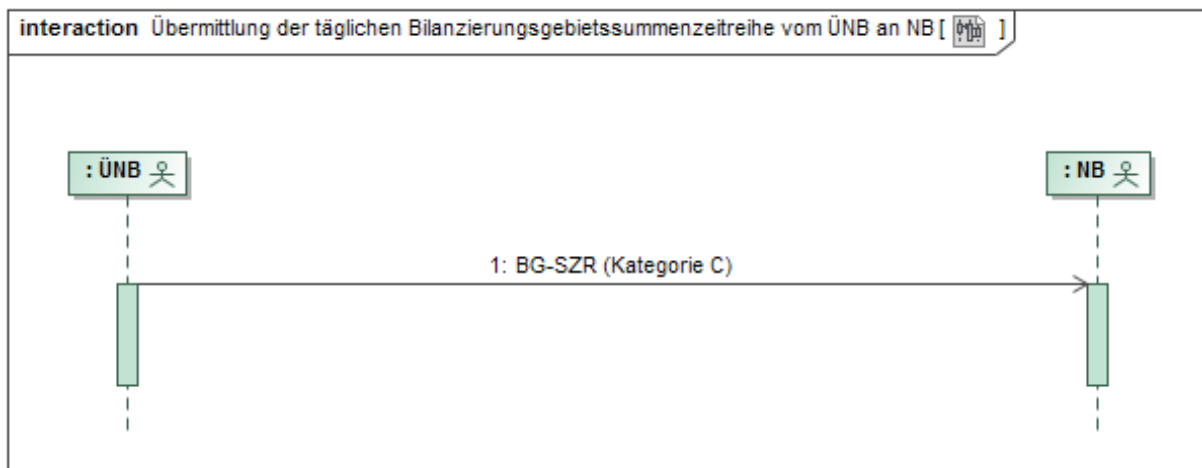 interaction Übermittlung der täglichen Bilanzierungsgebietssummenzeitreihe vom ÜNB an NB [ ]
: ÜNB
: NB
1: BG-SZR (Kategorie C)